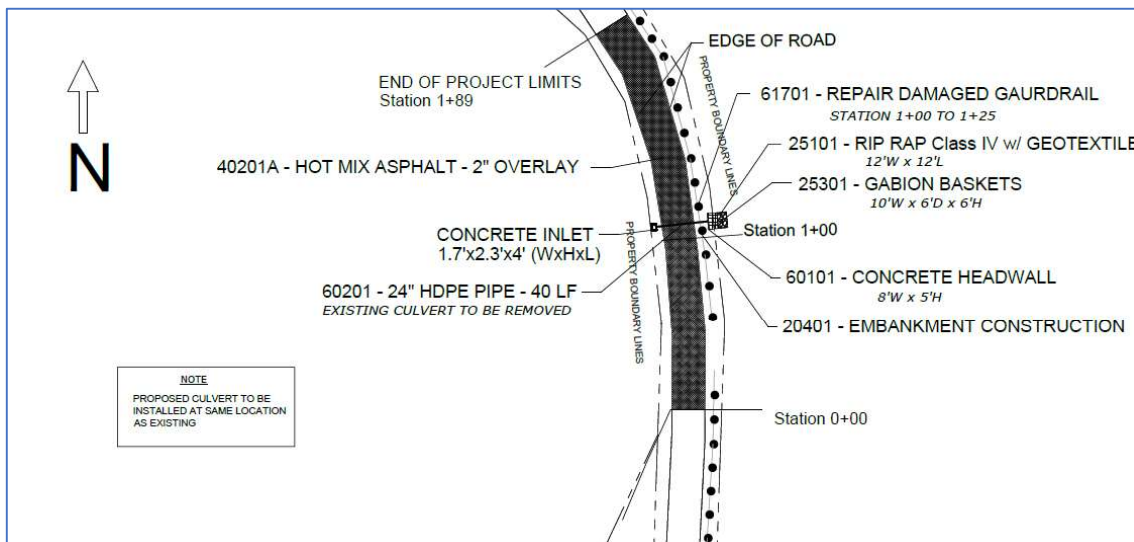 EDGE OF ROAD
END OF PROJECT LIMITS
Station 1+89
61701 - REPAIR DAMAGED GAURDRAIL
STATION 1+00 TO 1+25
PROPERTY BOUNDARY LINES
25101 - RIP RAP Class IV w/ GEOTEXTILE
12'W x 12'L
N
40201A - HOT MIX ASPHALT - 2" OVERLAY
25301 - GABION BASKETS
10'W x 6'D x 6'H
CONCRETE INLET
1.7'x2.3'x4' (WxHxL)
PROPERTY BOUNDARY LINES
Station 1+00
60101 - CONCRETE HEADWALL
8'W x 5'H
60201 - 24" HDPE PIPE - 40 LF
EXISTING CULVERT TO BE REMOVED
20401 - EMBANKMENT CONSTRUCTION
NOTE
PROPOSED CULVERT TO BE
INSTALLED AT SAME LOCATION
AS EXISTING
Station 0+00